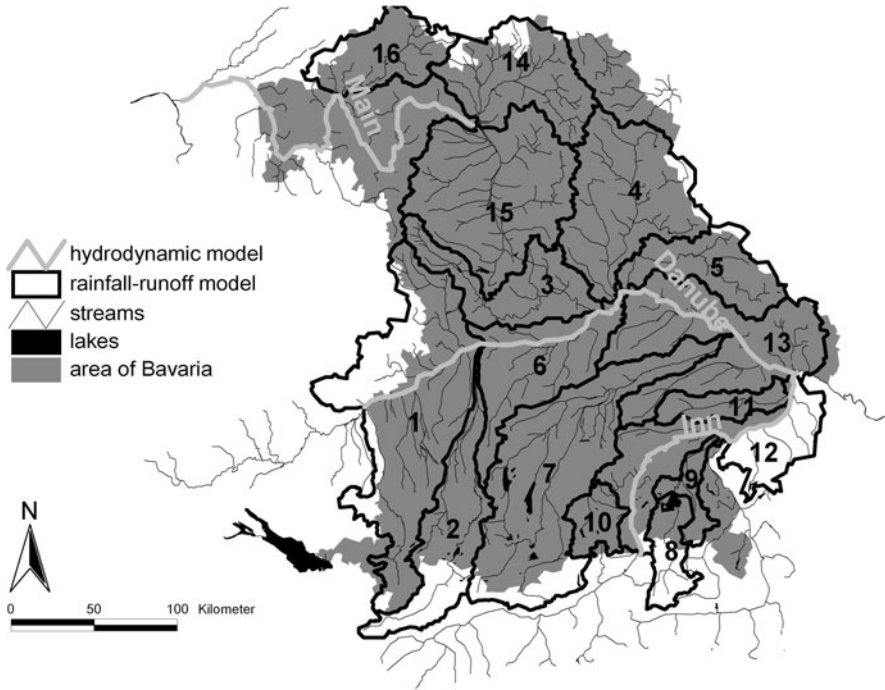 16
14
Main
4
15
hydrodynamic model
rainfall-runoff model
streams
lakes
area of Bavaria
5
3
Danube
13
6
11
1
Inn
12
7
9
N
2
10
8
0 50 100 Kilometer